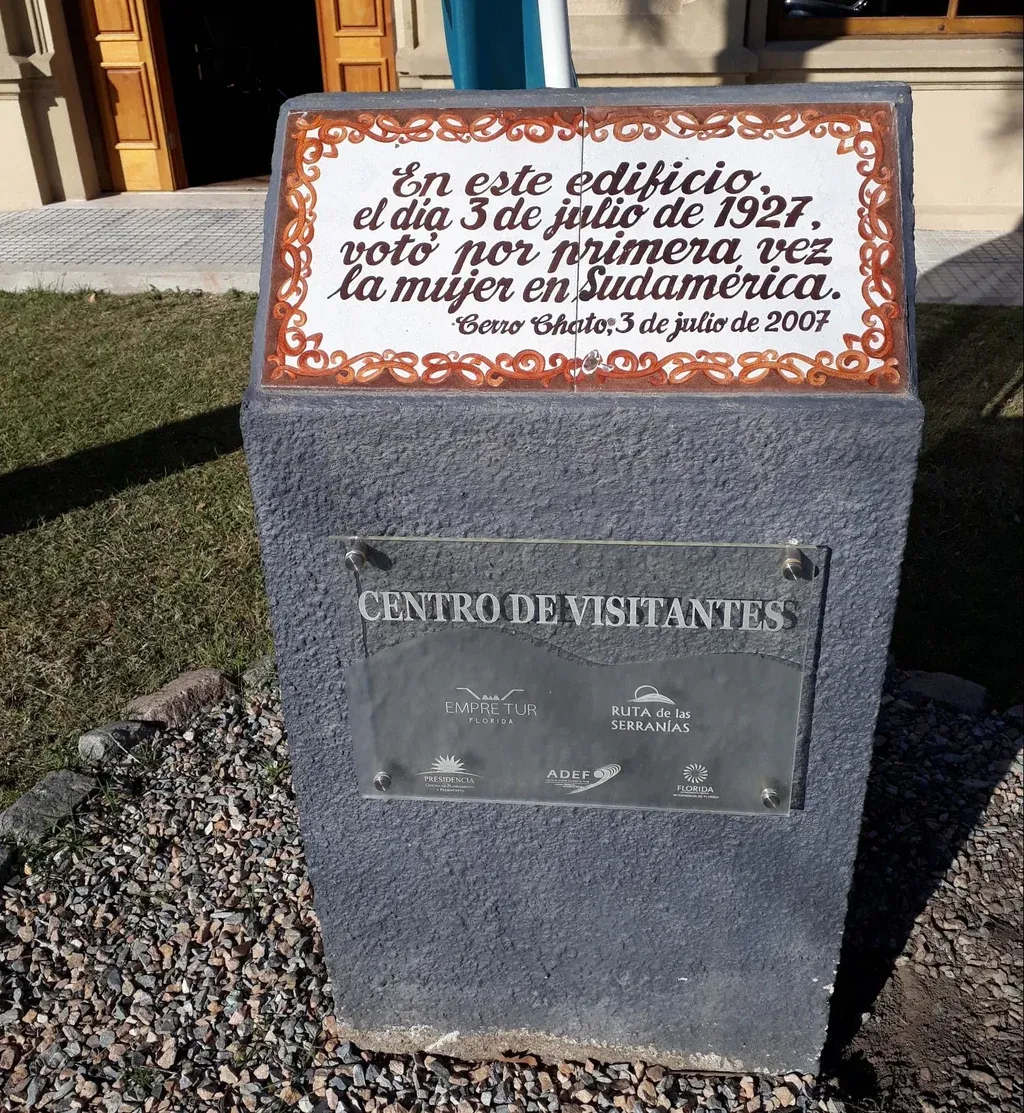 En este edificio,
el día 3 de julio de 1927,
votó por primera vez
la mujer en Sudamérica.
Cerro Chato, 3 de julio de 2007
CENTRO DE VISITANTES
EMPRE TUR
FLORIDA
RUTA de las
SERRANÍAS
PRESIDENCIA
ADEF
FLORIDA